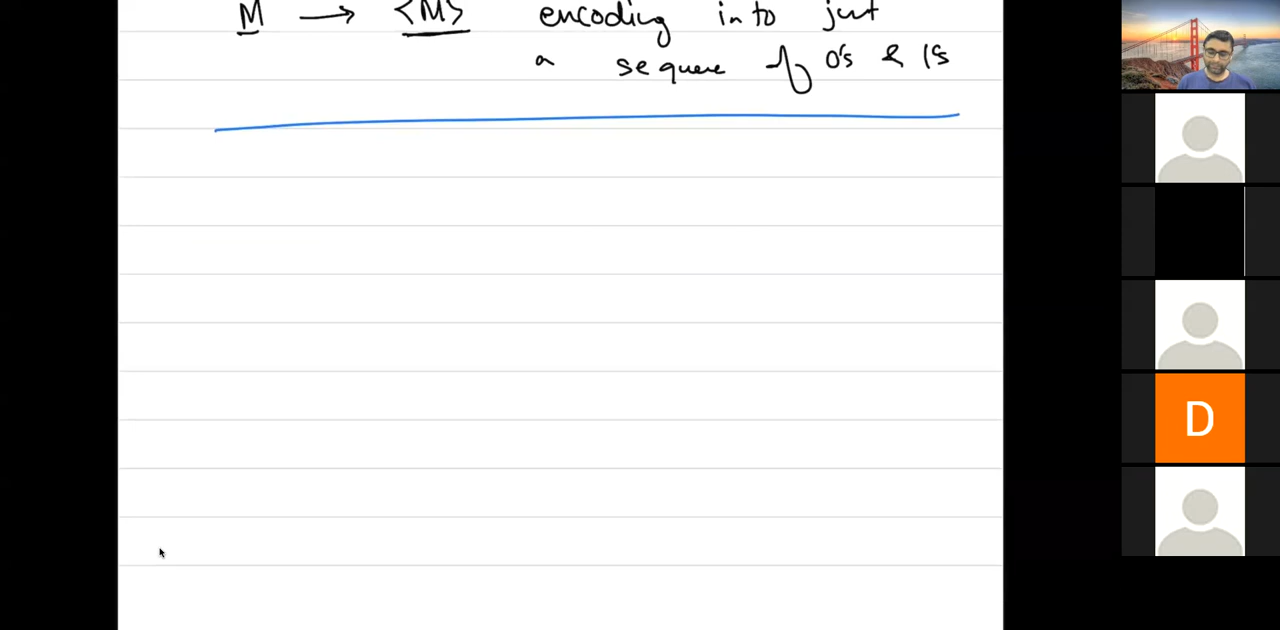 M → <M> encoding into just
a sequence of 0's & 1's
D